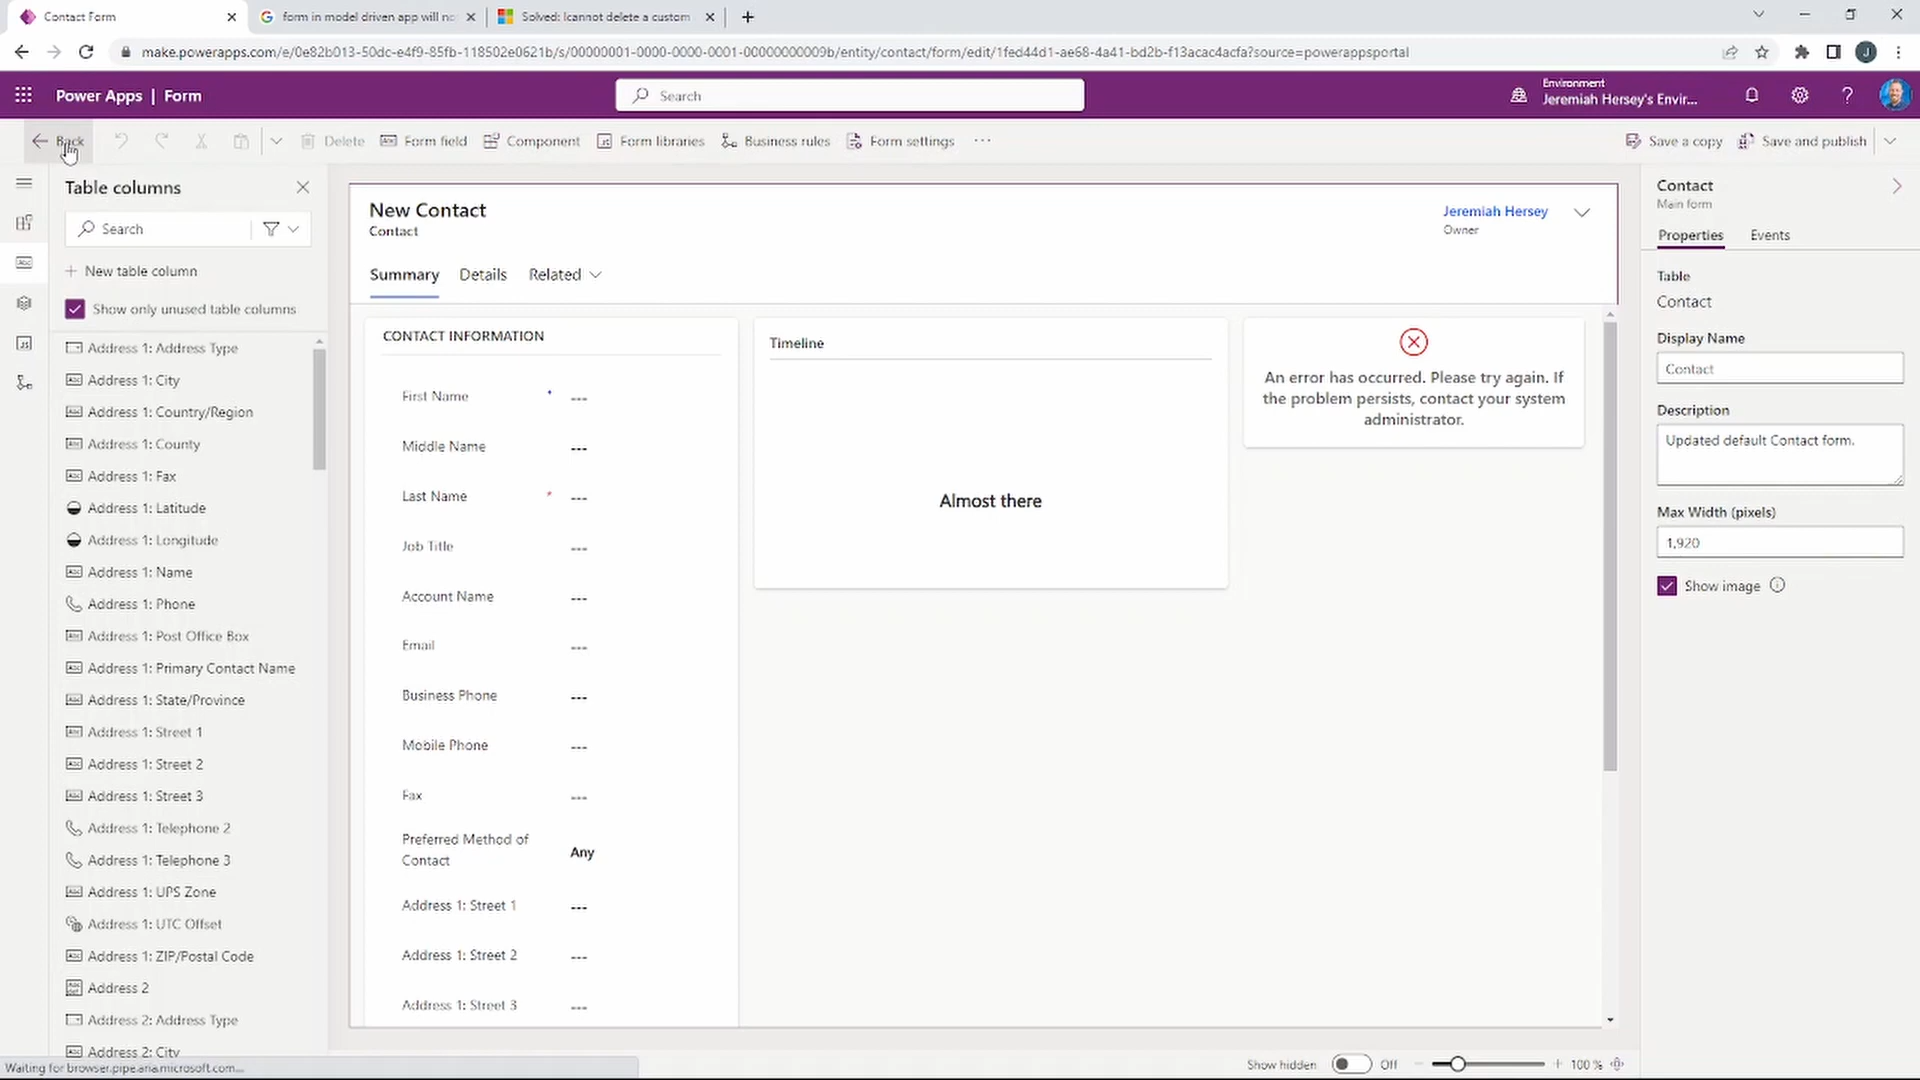 Contact Form
form in model driven app will no
Solved: Icannot delete a custom
make.powerapps.com/e/0e82b013-50dc-e4f9-85fb-118502e0621b/s/00000001-0000-0000-0001-00000000009b/entity/contact/form/edit/1fed44d1-ae68-4a41-bd2b-f13acac4acfa?source=powerappsportal
J
Power Apps | Form
Search
Environment
Jeremiah Hersey's Envir...
Back
Delete
Form field
Component
Form libraries
Business rules
Form settings
Save a copy
Save and publish
Table columns
Search
New table column
Show only unused table columns
Address 1: Address Type
Address 1: City
Address 1: Country/Region
Address 1: County
Address 1: Fax
Address 1: Latitude
Address 1: Longitude
Address 1: Name
Address 1: Phone
Address 1: Post Office Box
Address 1: Primary Contact Name
Address 1: State/Province
Address 1: Street 1
Address 1: Street 2
Address 1: Street 3
Address 1: Telephone 2
Address 1: Telephone 3
Address 1: UPS Zone
Address 1: UTC Offset
Address 1: ZIP/Postal Code
Address 2
Address 2: Address Type
Address 2: City
New Contact
Contact
Jeremiah Hersey
Owner
Summary
Details
Related
CONTACT INFORMATION
First Name * ---
Middle Name ---
Last Name * ---
Job Title ---
Account Name ---
Email ---
Business Phone ---
Mobile Phone ---
Fax ---
Preferred Method of
Contact
Any
Address 1: Street 1 ---
Address 1: Street 2 ---
Address 1: Street 3 ---
Timeline
Almost there
An error has occurred. Please try again. If
the problem persists, contact your system
administrator.
Contact
Main form
Properties
Events
Table
Contact
Display Name
Contact
Description
Updated default Contact form.
Max Width (pixels)
1,920
Show image
Waiting for browser.pipe.aria.microsoft.com...
Show hidden
Off
100 %